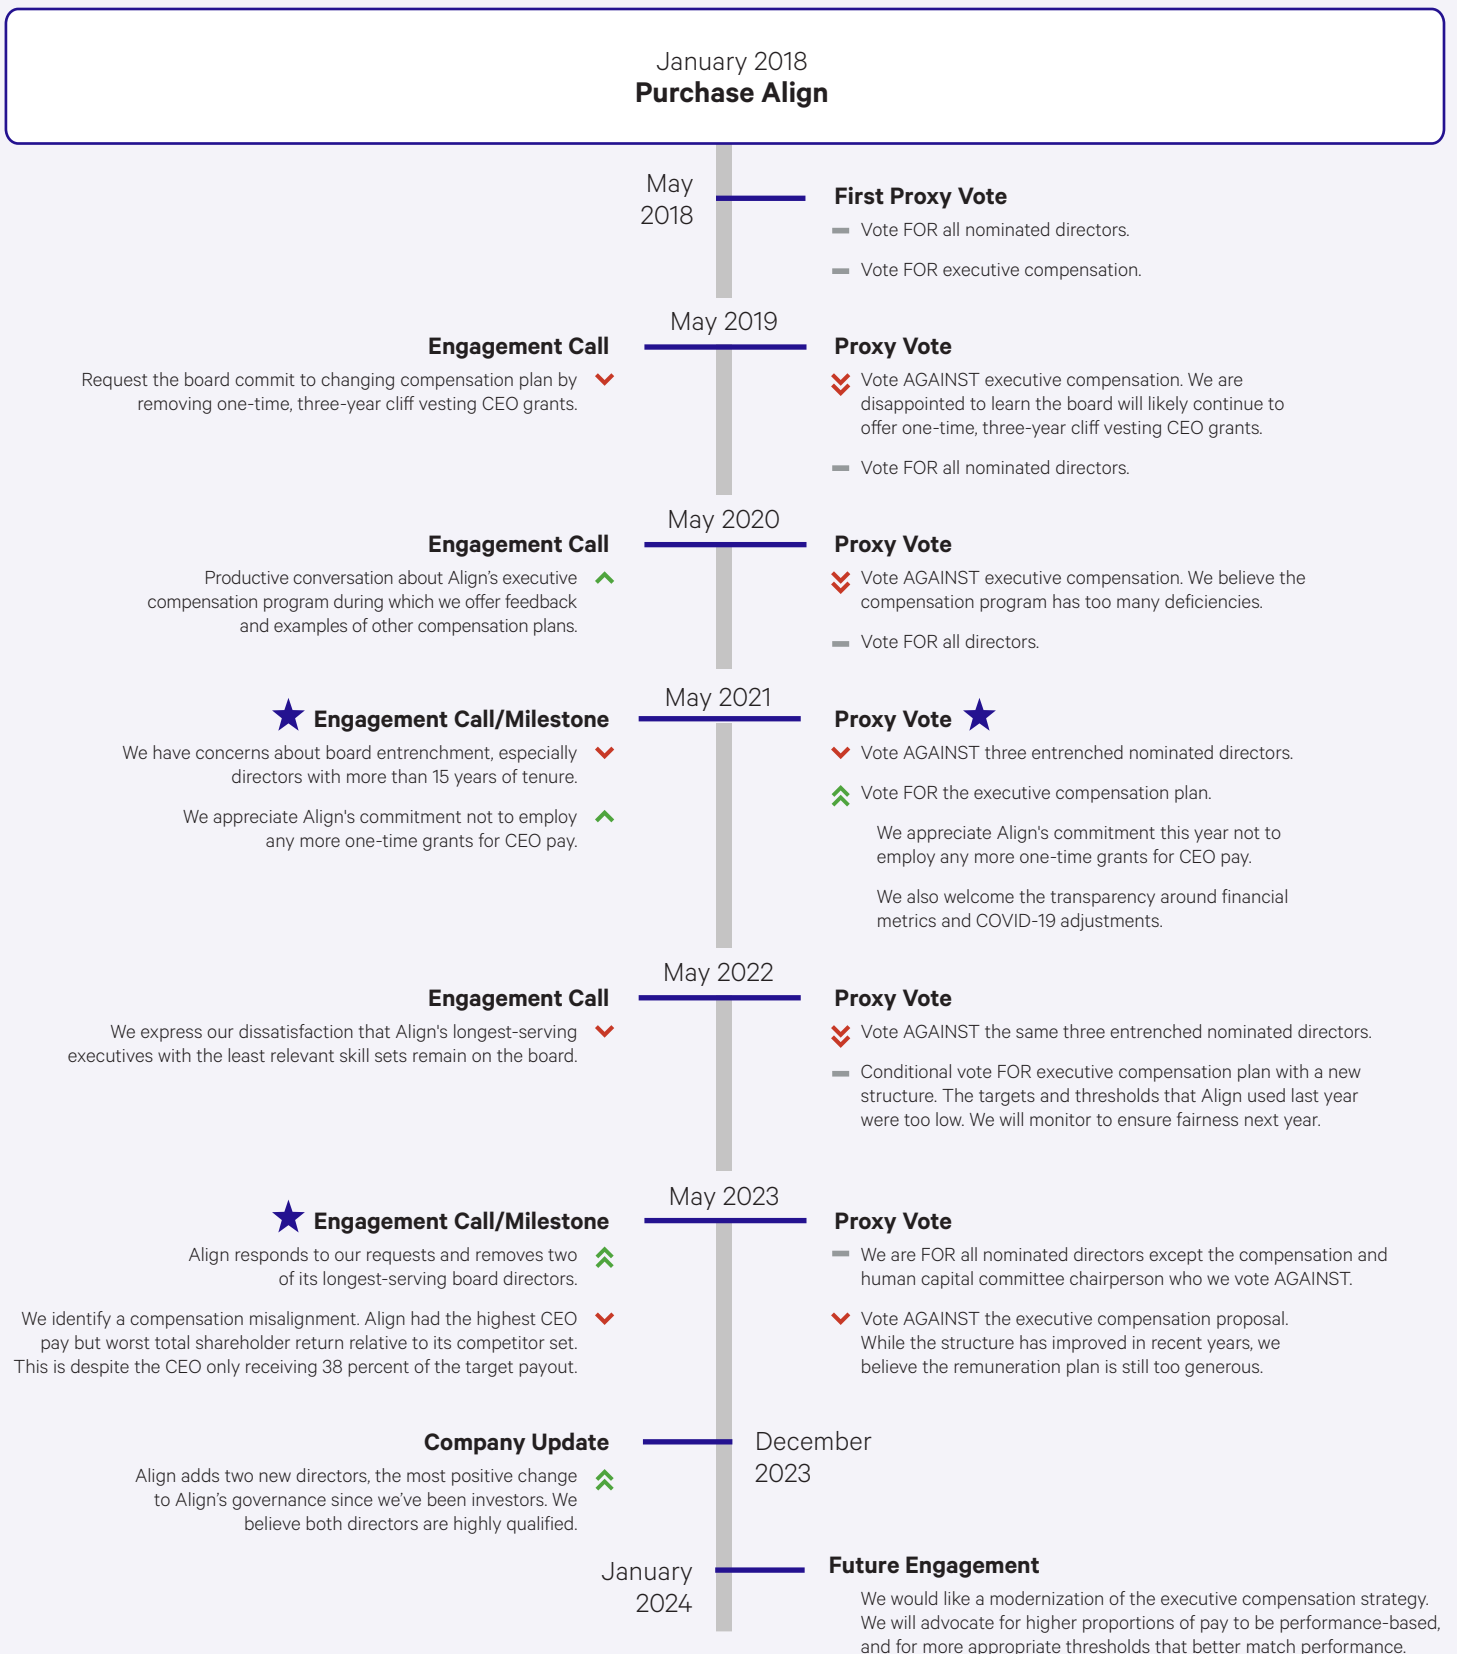 January 2018
Purchase Align
May
2018
First Proxy Vote
Vote FOR all nominated directors.
Vote FOR executive compensation.
May 2019
Engagement Call
Request the board commit to changing compensation plan by
removing one-time, three-year cliff vesting CEO grants.
Proxy Vote
Vote AGAINST executive compensation. We are
disappointed to learn the board will likely continue to
offer one-time, three-year cliff vesting CEO grants.
Vote FOR all nominated directors.
May 2020
Engagement Call
Productive conversation about Align’s executive
compensation program during which we offer feedback
and examples of other compensation plans.
Proxy Vote
Vote AGAINST executive compensation. We believe the
compensation program has too many deficiencies.
Vote FOR all directors.
May 2021
Engagement Call/Milestone
We have concerns about board entrenchment, especially
directors with more than 15 years of tenure.
We appreciate Align's commitment not to employ
any more one-time grants for CEO pay.
Proxy Vote
Vote AGAINST three entrenched nominated directors.
Vote FOR the executive compensation plan.
We appreciate Align's commitment this year not to
employ any more one-time grants for CEO pay.
We also welcome the transparency around financial
metrics and COVID-19 adjustments.
May 2022
Engagement Call
We express our dissatisfaction that Align's longest-serving
executives with the least relevant skill sets remain on the board.
Proxy Vote
Vote AGAINST the same three entrenched nominated directors.
Conditional vote FOR executive compensation plan with a new
structure. The targets and thresholds that Align used last year
were too low. We will monitor to ensure fairness next year.
May 2023
Engagement Call/Milestone
Align responds to our requests and removes two
of its longest-serving board directors.
We identify a compensation misalignment. Align had the highest CEO
pay but worst total shareholder return relative to its competitor set.
This is despite the CEO only receiving 38 percent of the target payout.
Proxy Vote
We are FOR all nominated directors except the compensation and
human capital committee chairperson who we vote AGAINST.
Vote AGAINST the executive compensation proposal.
While the structure has improved in recent years, we
believe the remuneration plan is still too generous.
Company Update
Align adds two new directors, the most positive change
to Align’s governance since we’ve been investors. We
believe both directors are highly qualified.
December
2023
January
2024
Future Engagement
We would like a modernization of the executive compensation strategy.
We will advocate for higher proportions of pay to be performance-based,
and for more appropriate thresholds that better match performance.